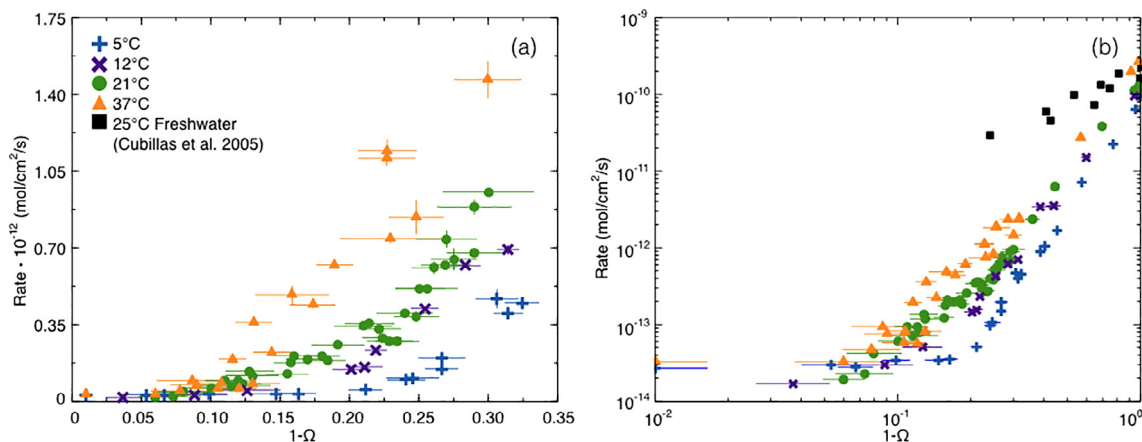 (a)
5°C
12°C
21°C
37°C
25°C Freshwater
(Cubillas et al. 2005)
Rate · 10⁻¹² (mol/cm²/s)
1.75
1.40
1.05
0.70
0.35
0
0 0.05 0.10 0.15 0.20 0.25 0.30 0.35
1-Ω
(b)
Rate (mol/cm²/s)
10⁻⁹
10⁻¹⁰
10⁻¹¹
10⁻¹²
10⁻¹³
10⁻¹⁴
10⁻² 10⁻¹ 10⁰
1-Ω